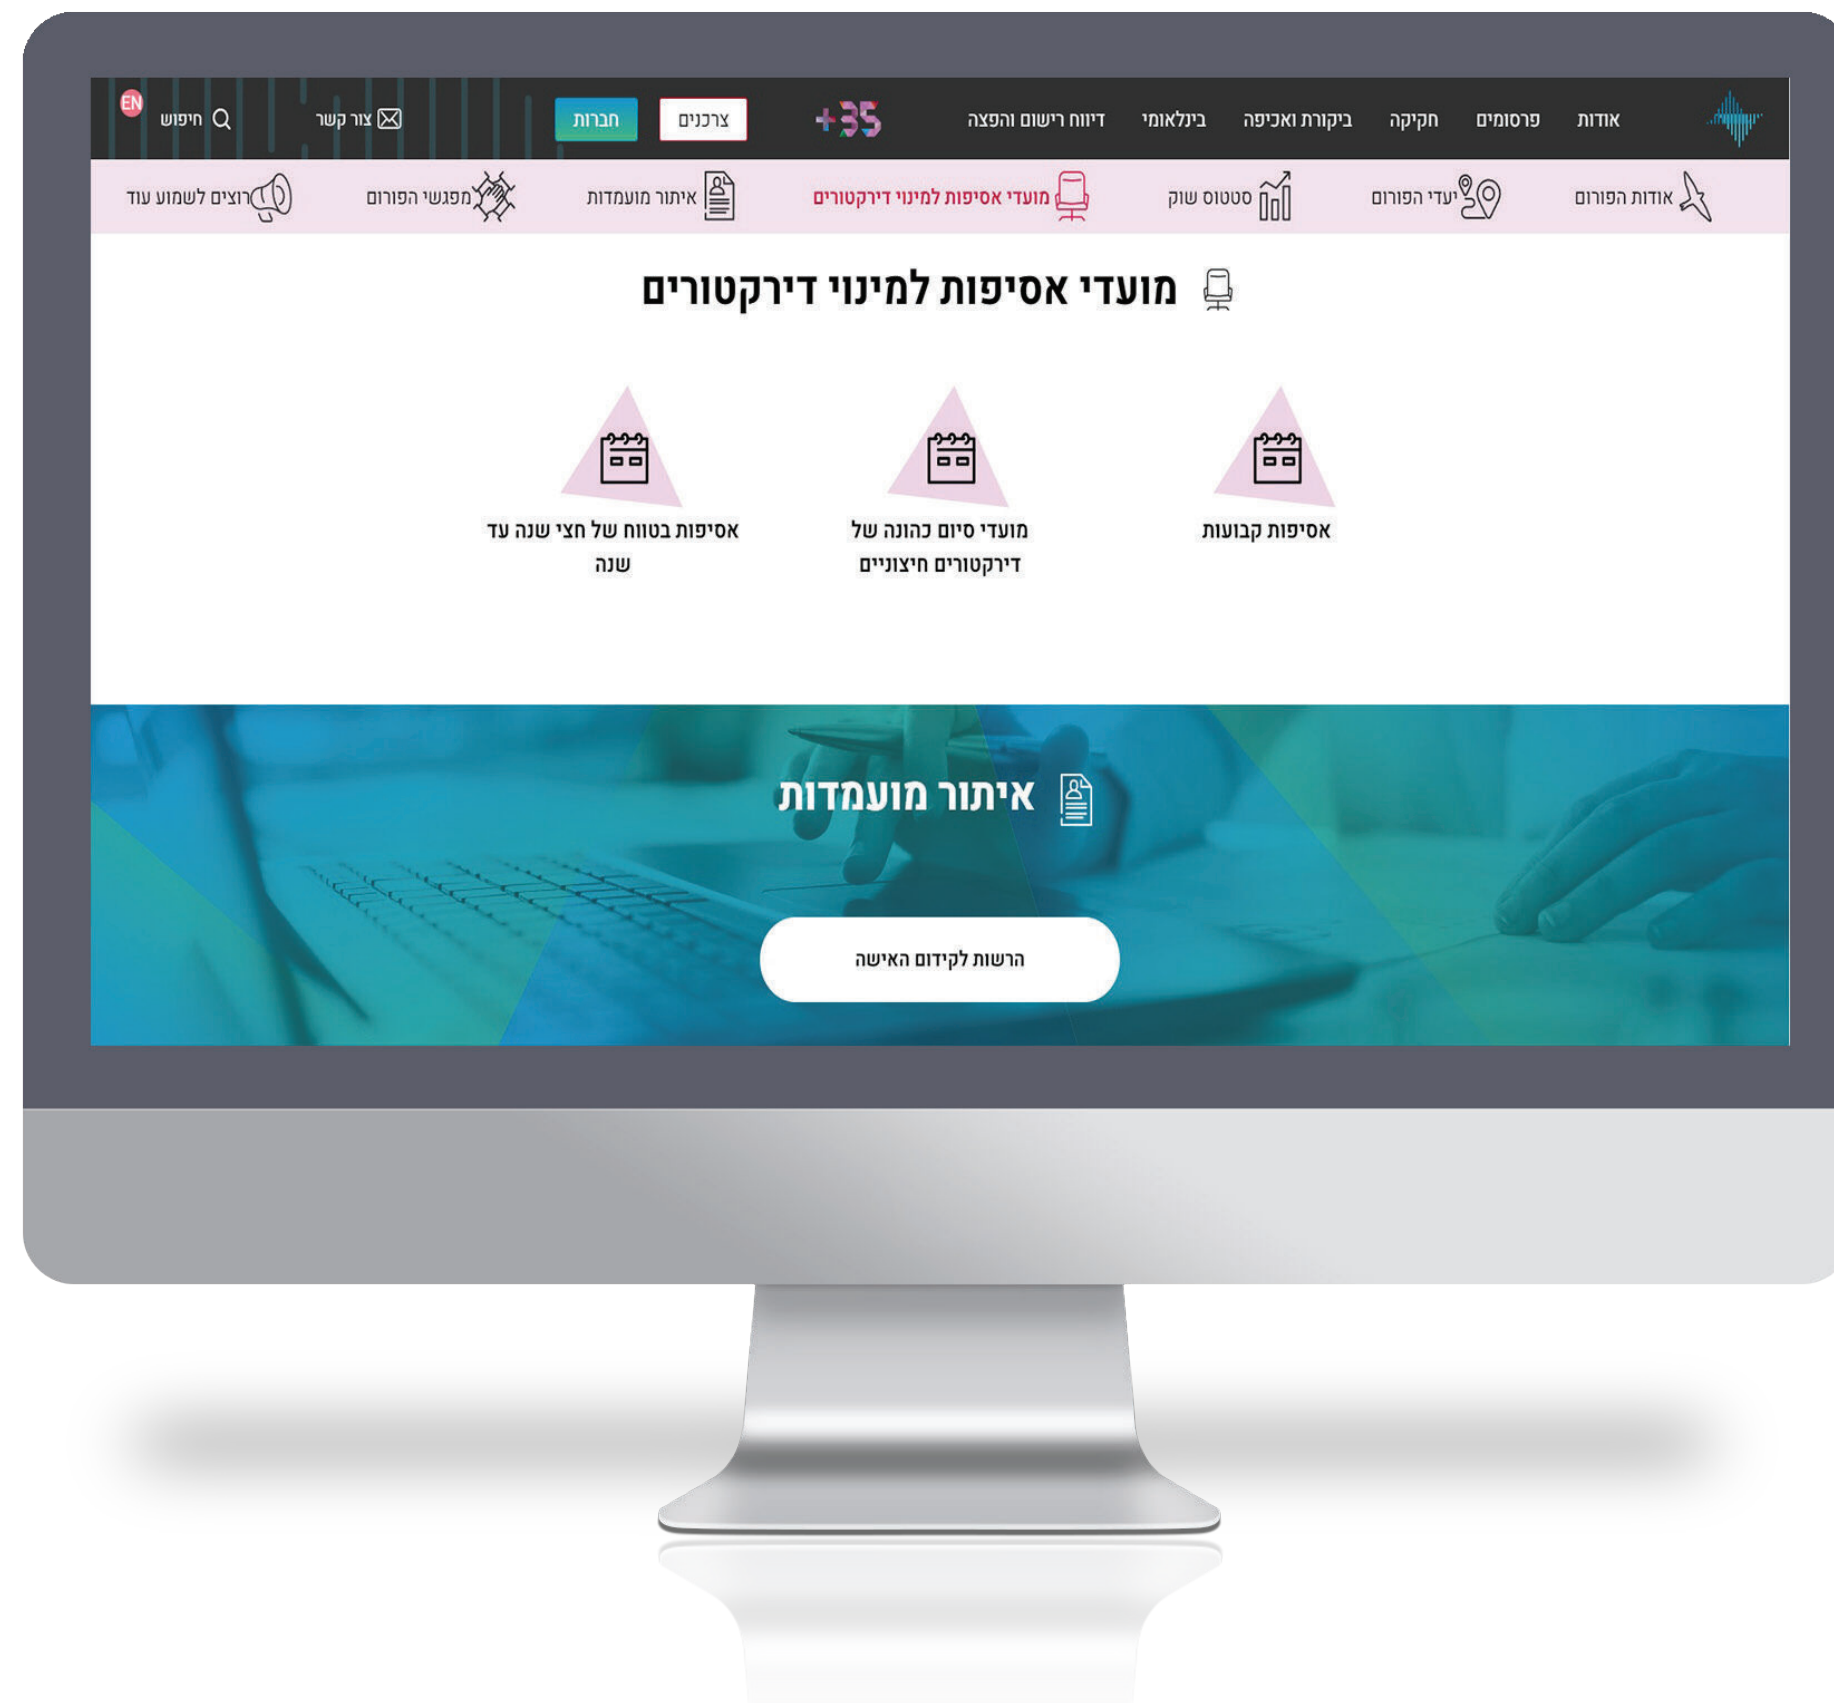 אודות
פרסומים
חקיקה
ביקורת ואכיפה
בינלאומי
דיווח רישום והפצה
35+
צרכנים
חברות
צור קשר
חיפוש
EN
אודות הפורום
יעדי הפורום
סטטוס שוק
מועדי אסיפות למינוי דירקטורים
איתור מועמדות
מפגשי הפורום
רוצים לשמוע עוד
מועדי אסיפות למינוי דירקטורים
אסיפות קבועות
מועדי סיום כהונה של
דירקטורים חיצוניים
אסיפות בטווח של חצי שנה עד
שנה
איתור מועמדות
הרשות לקידום האישה